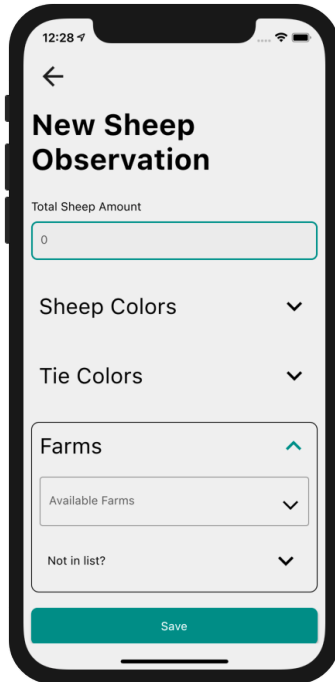 12:28
New Sheep
Observation
Total Sheep Amount
0
Sheep Colors
Tie Colors
Farms
Available Farms
Not in list?
Save